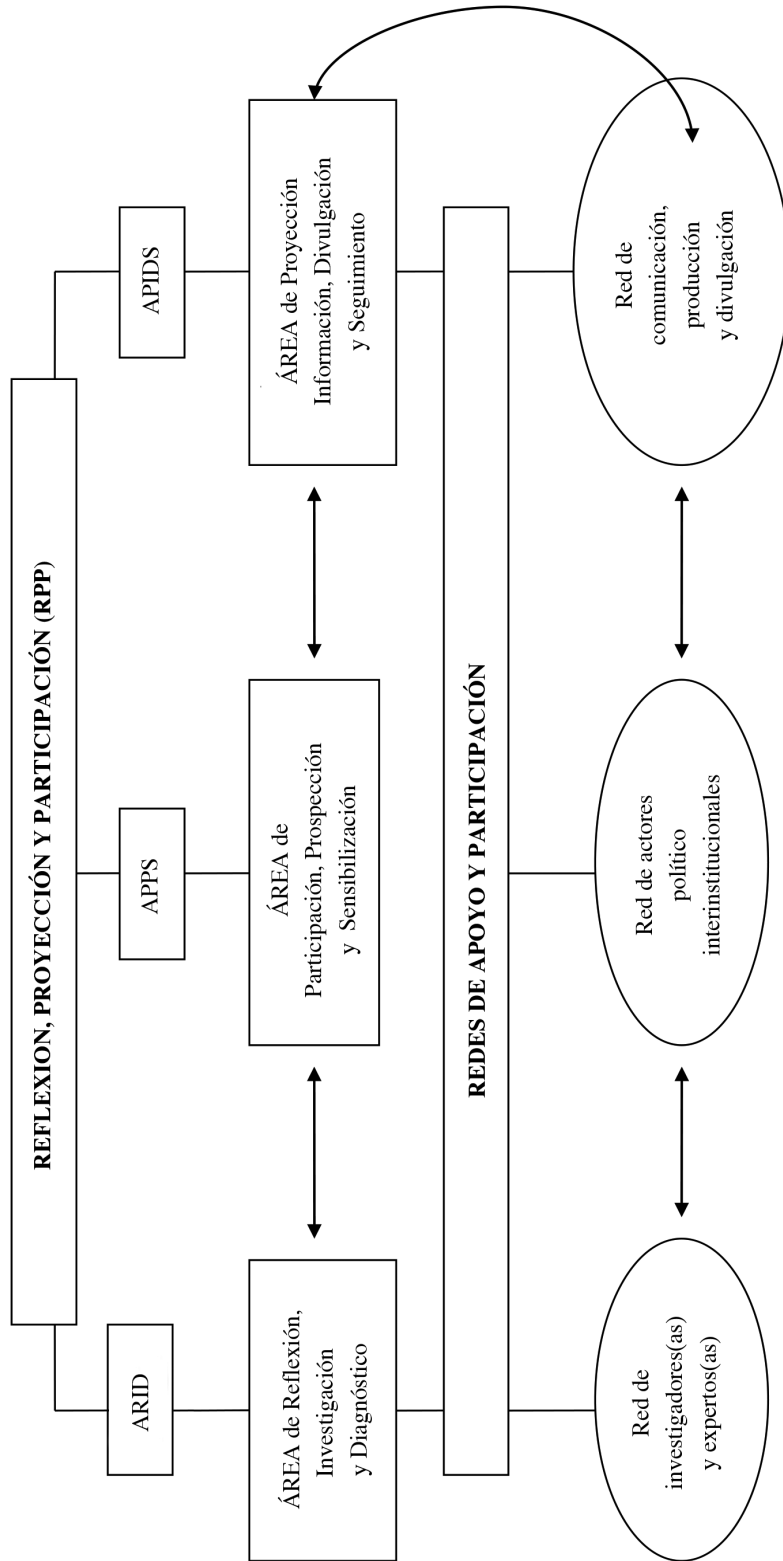 REFLEXION, PROYECCIÓN Y PARTICIPACIÓN (RPP)
ARID
APPS
APIDS
ÁREA de Reflexión,
Investigación
y Diagnóstico
ÁREA de
Participación, Prospección
y Sensibilización
ÁREA de Proyección
Información, Divulgación
y Seguimiento
REDES DE APOYO Y PARTICIPACIÓN
Red de
investigadores(as)
y expertos(as)
Red de actores
político
interinstitucionales
Red de
comunicación,
producción
y divulgación